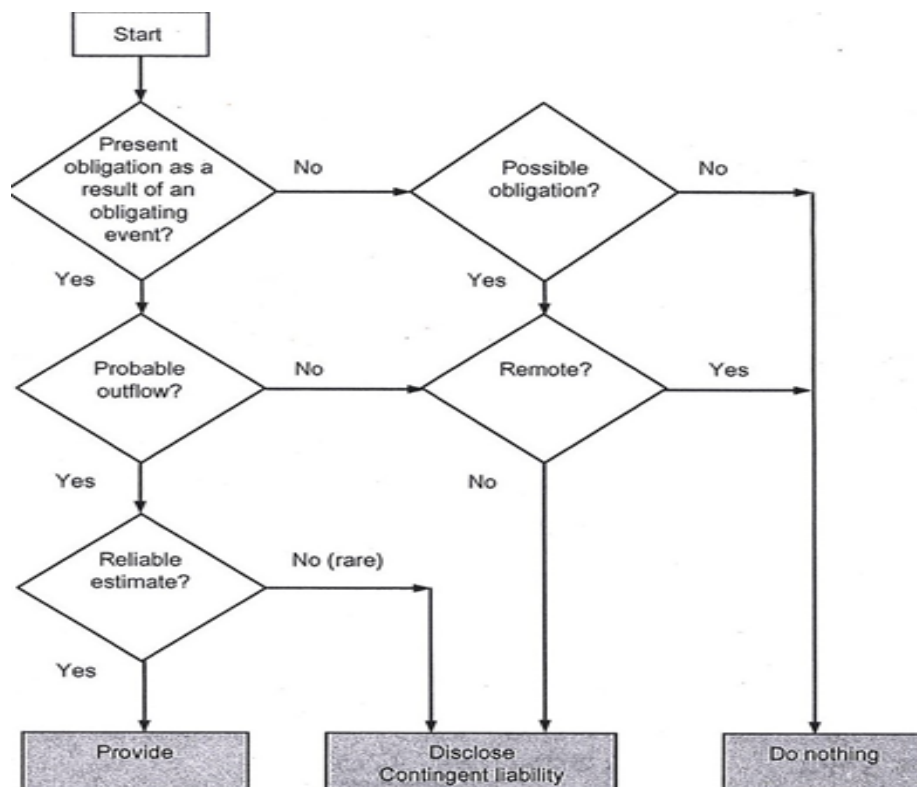 Start
Present
obligation as a
result of an
obligating
event?
No
Possible
obligation?
No
Yes
Yes
Probable
outflow?
No
Remote?
Yes
Yes
No
Reliable
estimate?
No (rare)
Yes
Provide
Disclose
Contingent liability
Do nothing